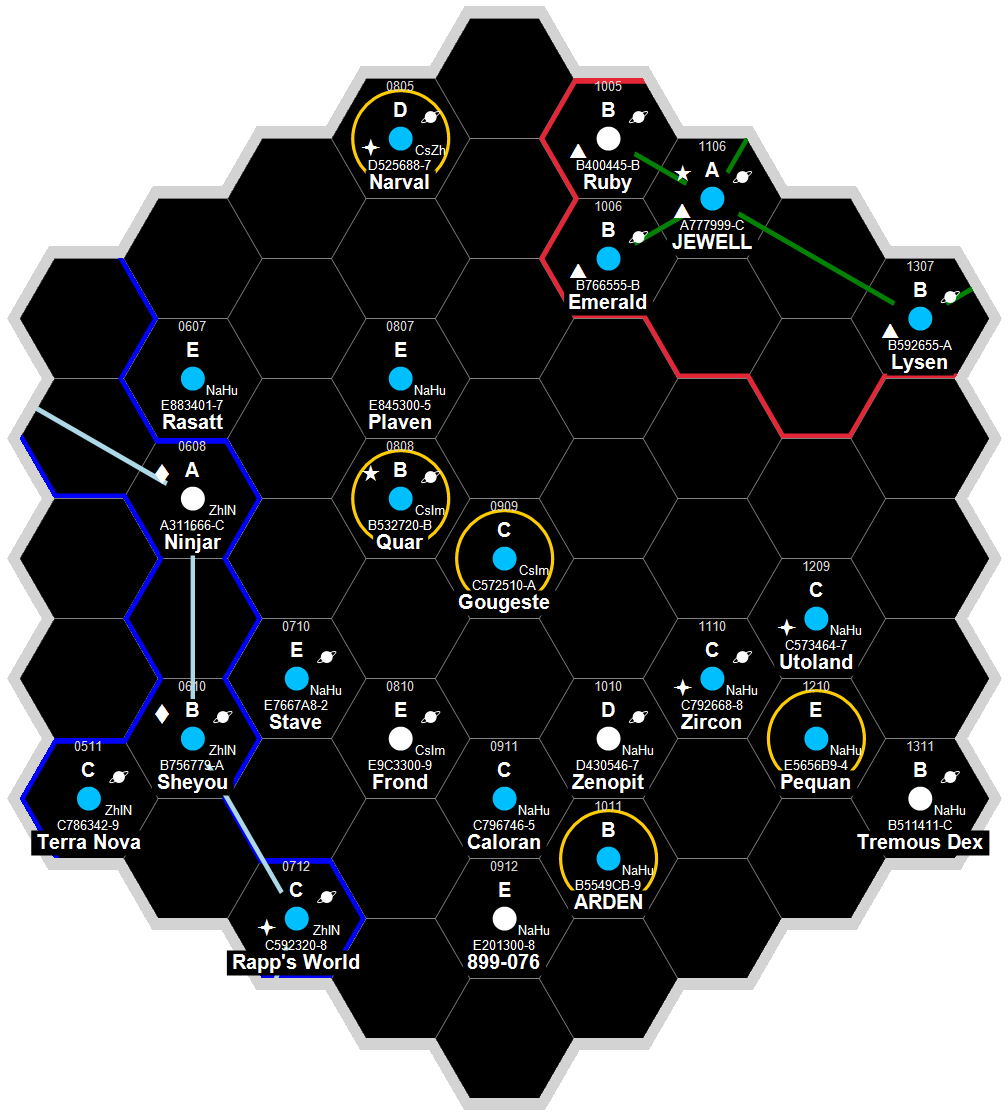 0805
D
CsZh
D525688-7
Narval
1005
B
B400445-B
Ruby
1106
A
A777999-C
JEWELL
1006
B
B766555-B
Emerald
1307
B
B592655-A
Lysen
0607
E
NaHu
E883401-7
Rasatt
0807
E
NaHu
E845300-5
Plaven
0608
A
ZhIN
A311666-C
Ninjar
0808
B
CsIm
B532720-B
Quar
0909
C
CsIm
C572510-A
Gougeste
1209
C
NaHu
C573464-7
Utoland
0710
E
NaHu
E7667A8-2
Stave
1110
C
NaHu
C792668-8
Zircon
0610
B
ZhIN
B756779-A
Sheyou
0810
E
CsIm
E9C3300-9
Frond
1010
D
NaHu
D430546-7
Zenopit
1210
E
NaHu
E5656B9-4
Pequan
0511
C
ZhIN
C786342-9
Terra Nova
0911
C
NaHu
C796746-5
Caloran
1311
B
NaHu
B511411-C
Tremous Dex
1011
B
NaHu
B5549CB-9
ARDEN
0712
C
ZhIN
C592320-8
Rapp's World
0912
E
NaHu
E201300-8
899-076